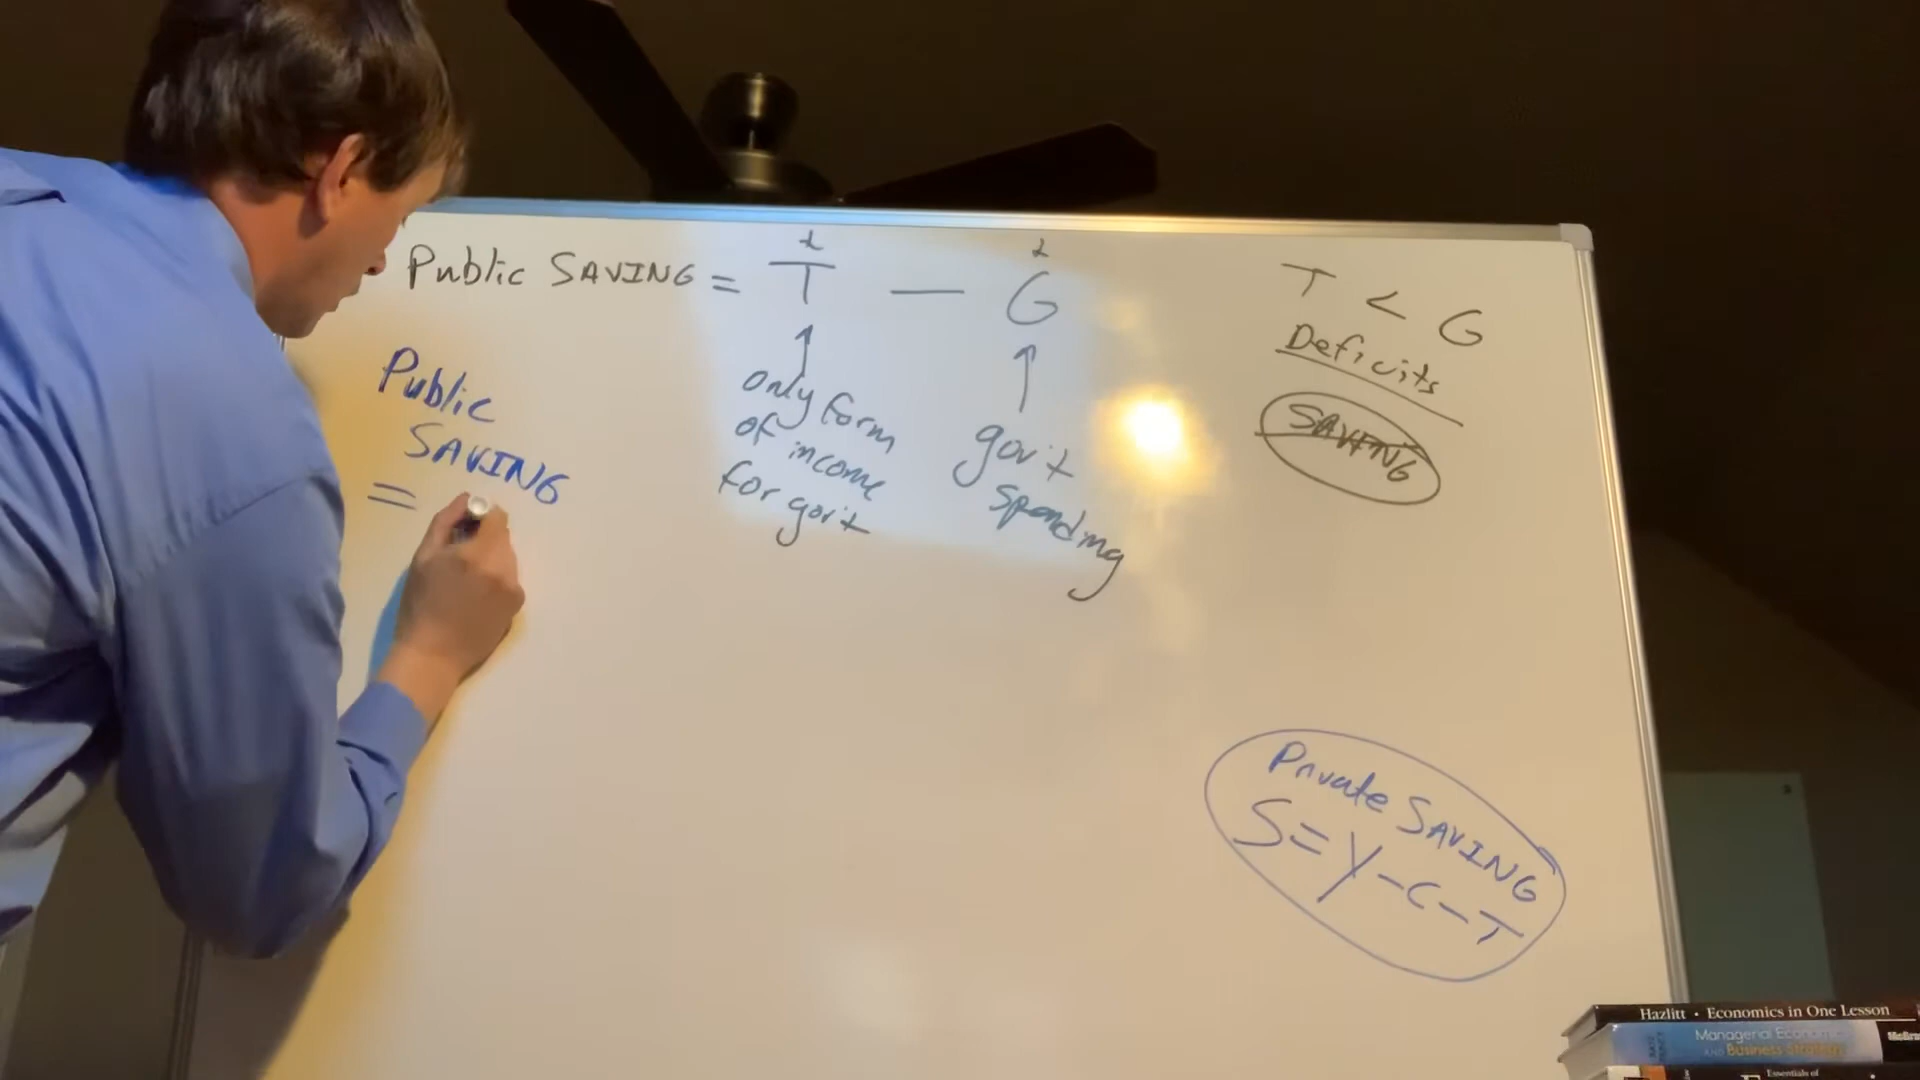 Public SAVING = T - G
t t
only form
of income
for gov't
gov't
spending
T < G
Deficits
SAVING
Public
SAVING
=
Private SAVING
S = Y - C - T
Hazlitt · Economics in One Lesson
Managerial Economics
AND Business Strategy
Essentials of